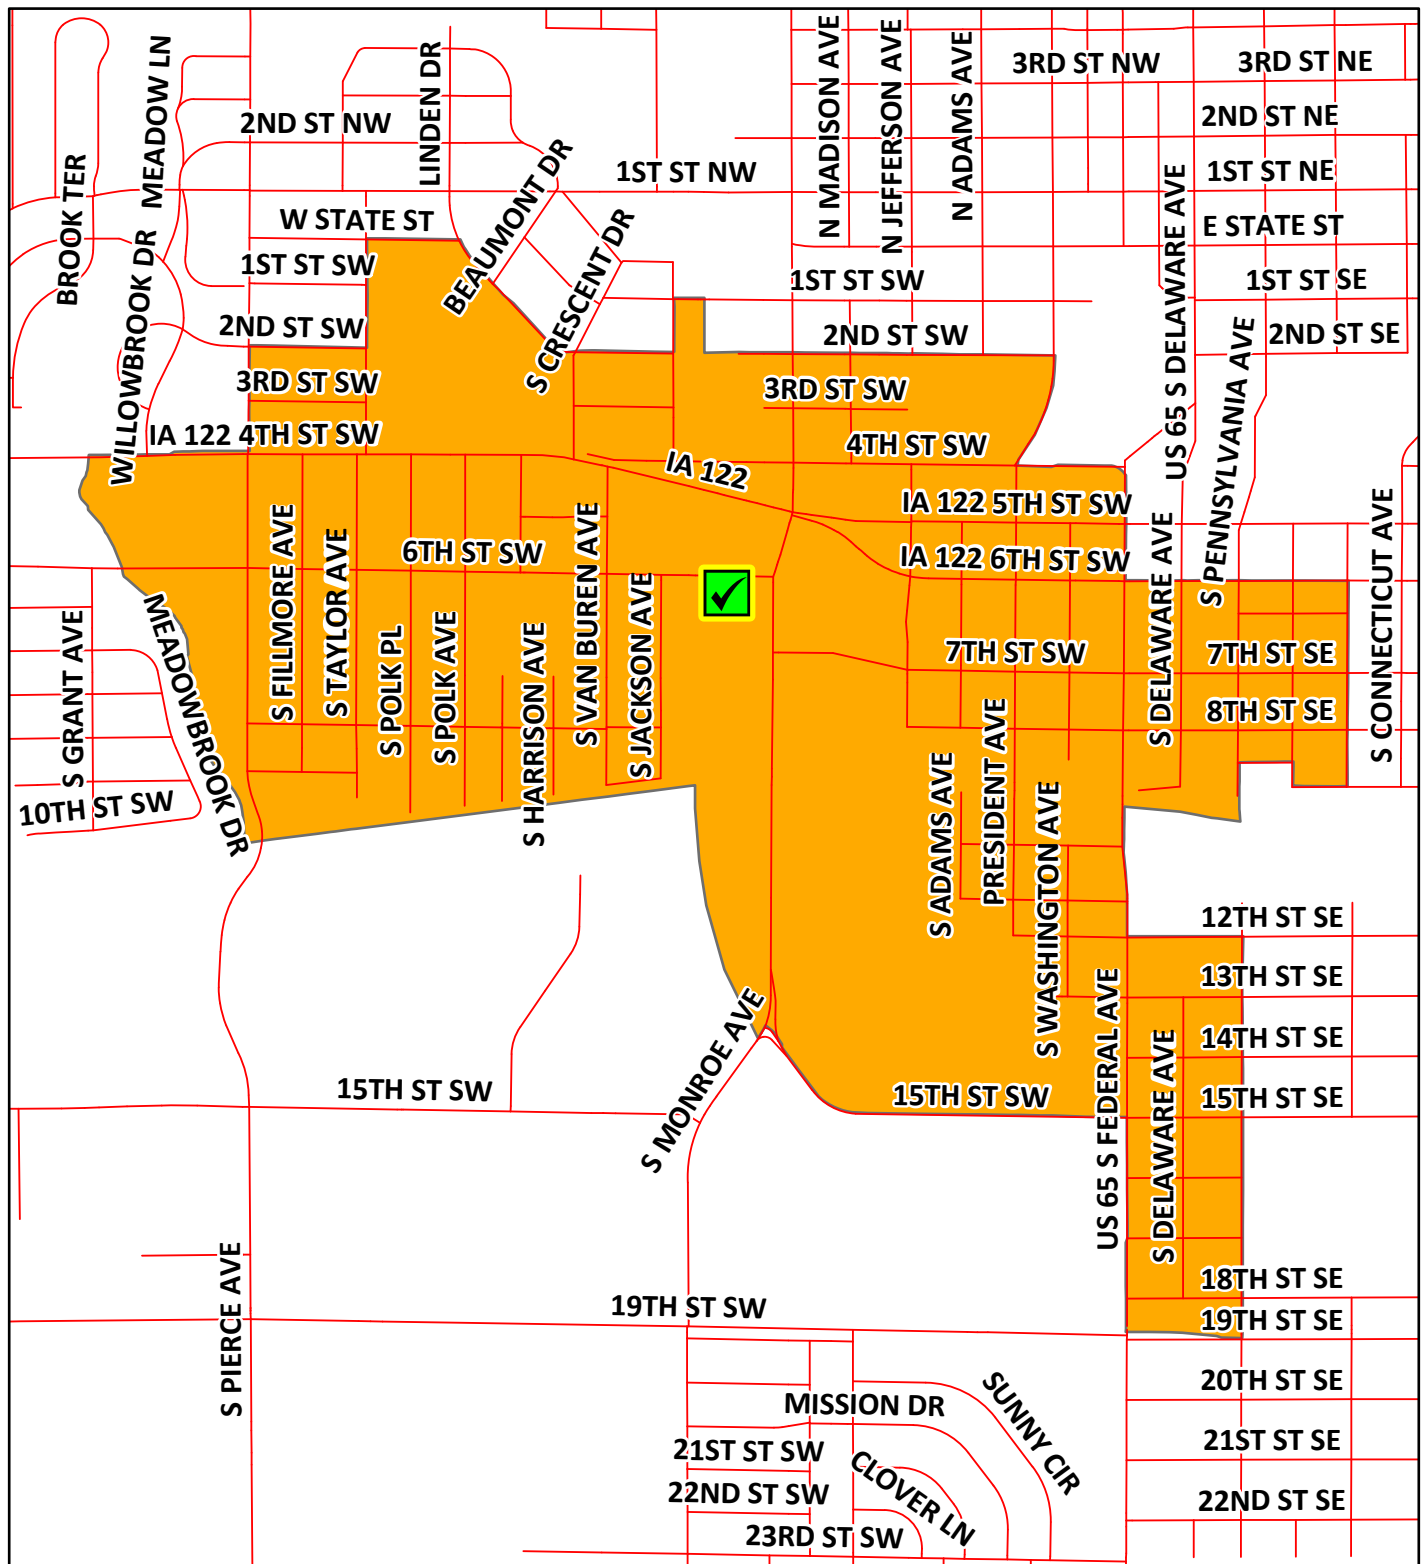 BROOK TER
MEADOW LN
WILLOWBROOK DR
2ND ST NW
LINDEN DR
BEAUMONT DR
1ST ST NW
N MADISON AVE
N JEFFERSON AVE
N ADAMS AVE
3RD ST NW
3RD ST NE
2ND ST NE
1ST ST NE
E STATE ST
1ST ST SE
2ND ST SE
US 65 S DELAWARE AVE
S PENNSYLVANIA AVE
W STATE ST
1ST ST SW
2ND ST SW
3RD ST SW
IA 122 4TH ST SW
S CRESCENT DR
1ST ST SW
2ND ST SW
3RD ST SW
4TH ST SW
IA 122
IA 122 5TH ST SW
IA 122 6TH ST SW
6TH ST SW
S GRANT AVE
10TH ST SW
MEADOWBROOK DR
S FILLMORE AVE
S TAYLOR AVE
S POLK PL
S POLK AVE
S HARRISON AVE
S VAN BUREN AVE
S JACKSON AVE
7TH ST SW
S DELAWARE AVE
7TH ST SE
8TH ST SE
S CONNECTICUT AVE
S ADAMS AVE
PRESIDENT AVE
S WASHINGTON AVE
12TH ST SE
13TH ST SE
14TH ST SE
15TH ST SE
US 65 S FEDERAL AVE
S DELAWARE AVE
15TH ST SW
S MONROE AVE
15TH ST SW
S PIERCE AVE
19TH ST SW
18TH ST SE
19TH ST SE
20TH ST SE
21ST ST SE
22ND ST SE
MISSION DR
SUNNY CIR
CLOVER LN
21ST ST SW
22ND ST SW
23RD ST SW